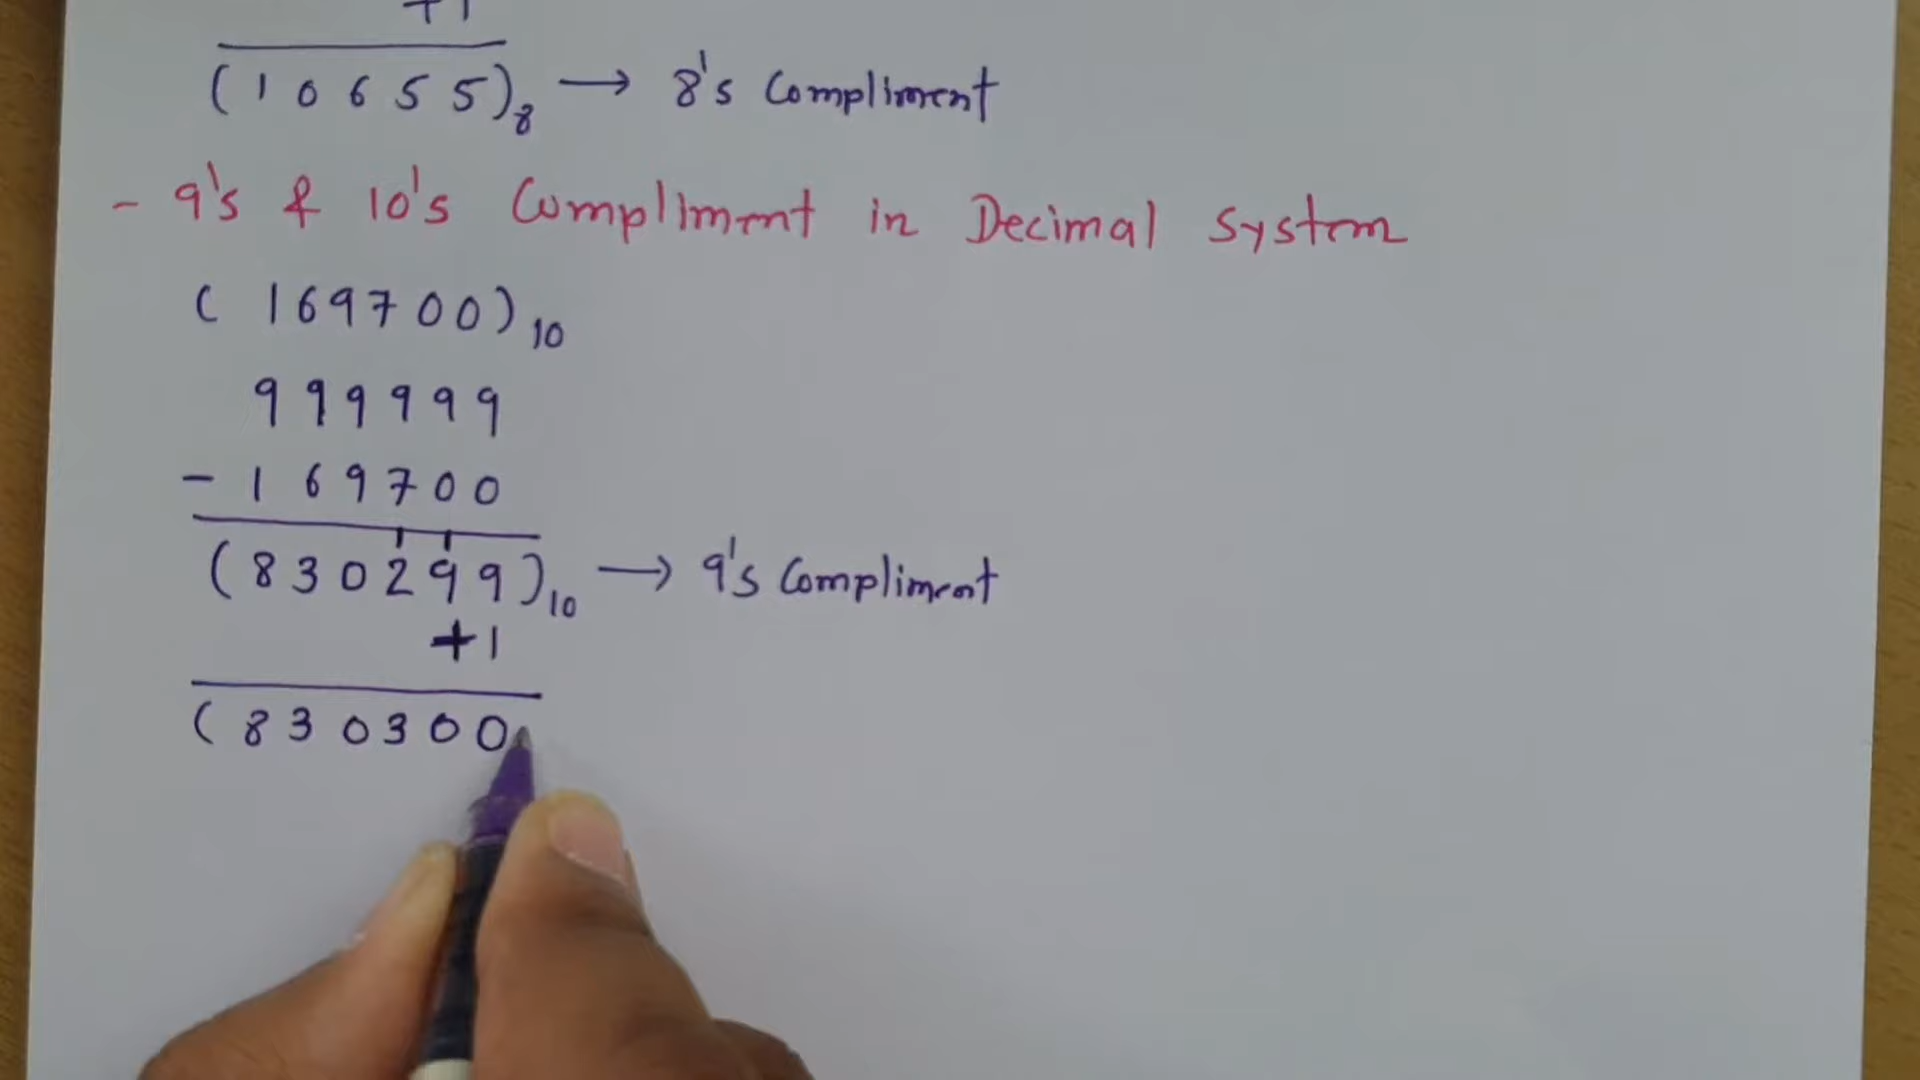 +1
(10655)8 → 8's Compliment
- 9's & 10's Compliment in Decimal System
(169700)10
999999
- 169700
(830299)10 → 9's Compliment
+1
(830300